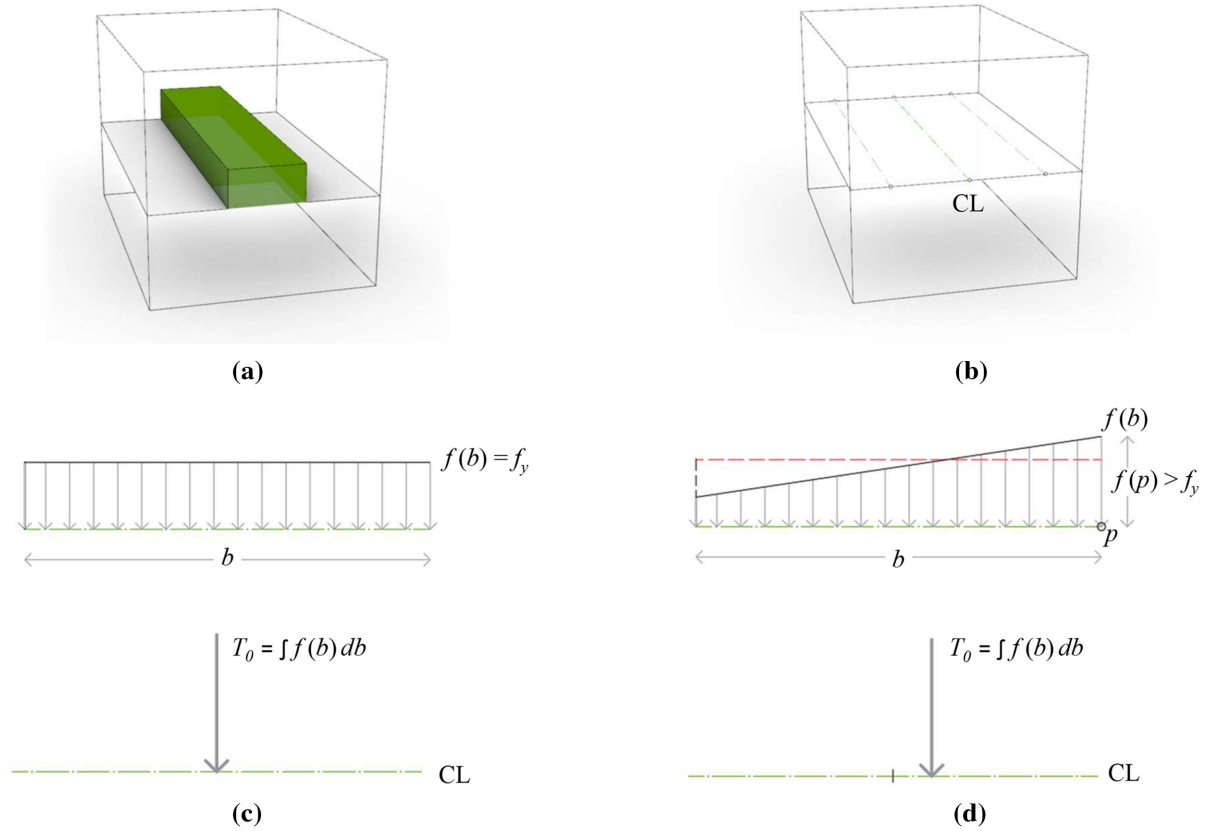 CL
(a)
(b)
f(b) = f_y
b
f(b)
f(p) > f_y
p
b
T_0 = ∫ f(b) db
CL
T_0 = ∫ f(b) db
CL
(c)
(d)